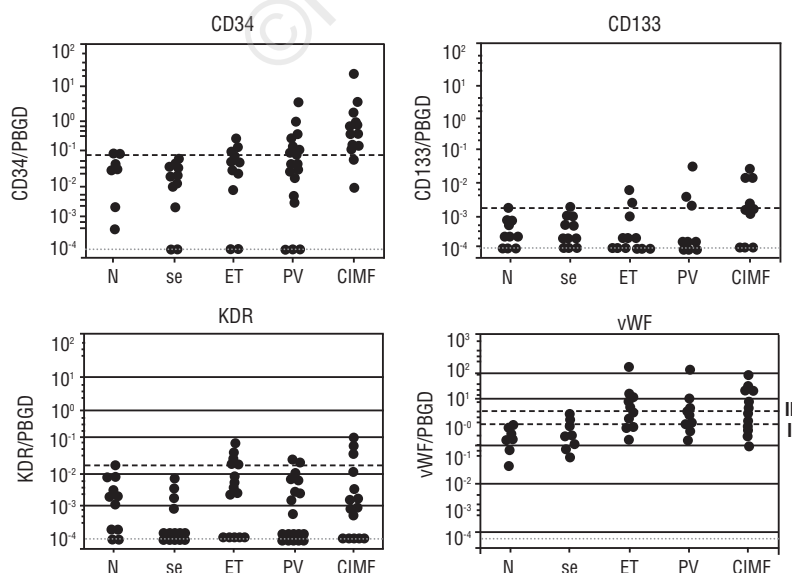 CD34
CD34/PBGD
10²
10¹
10⁰
10⁻¹
10⁻²
10⁻³
10⁻⁴
N se ET PV CIMF
CD133
CD133/PBGD
10²
10¹
10⁰
10⁻¹
10⁻²
10⁻³
10⁻⁴
N se ET PV CIMF
KDR
KDR/PBGD
10²
10¹
10⁰
10⁻¹
10⁻²
10⁻³
10⁻⁴
N se ET PV CIMF
vWF
vWF/PBGD
10³
10²
10¹
10⁻⁰
10⁻¹
10⁻²
10⁻³
10⁻⁴
N se ET PV CIMF